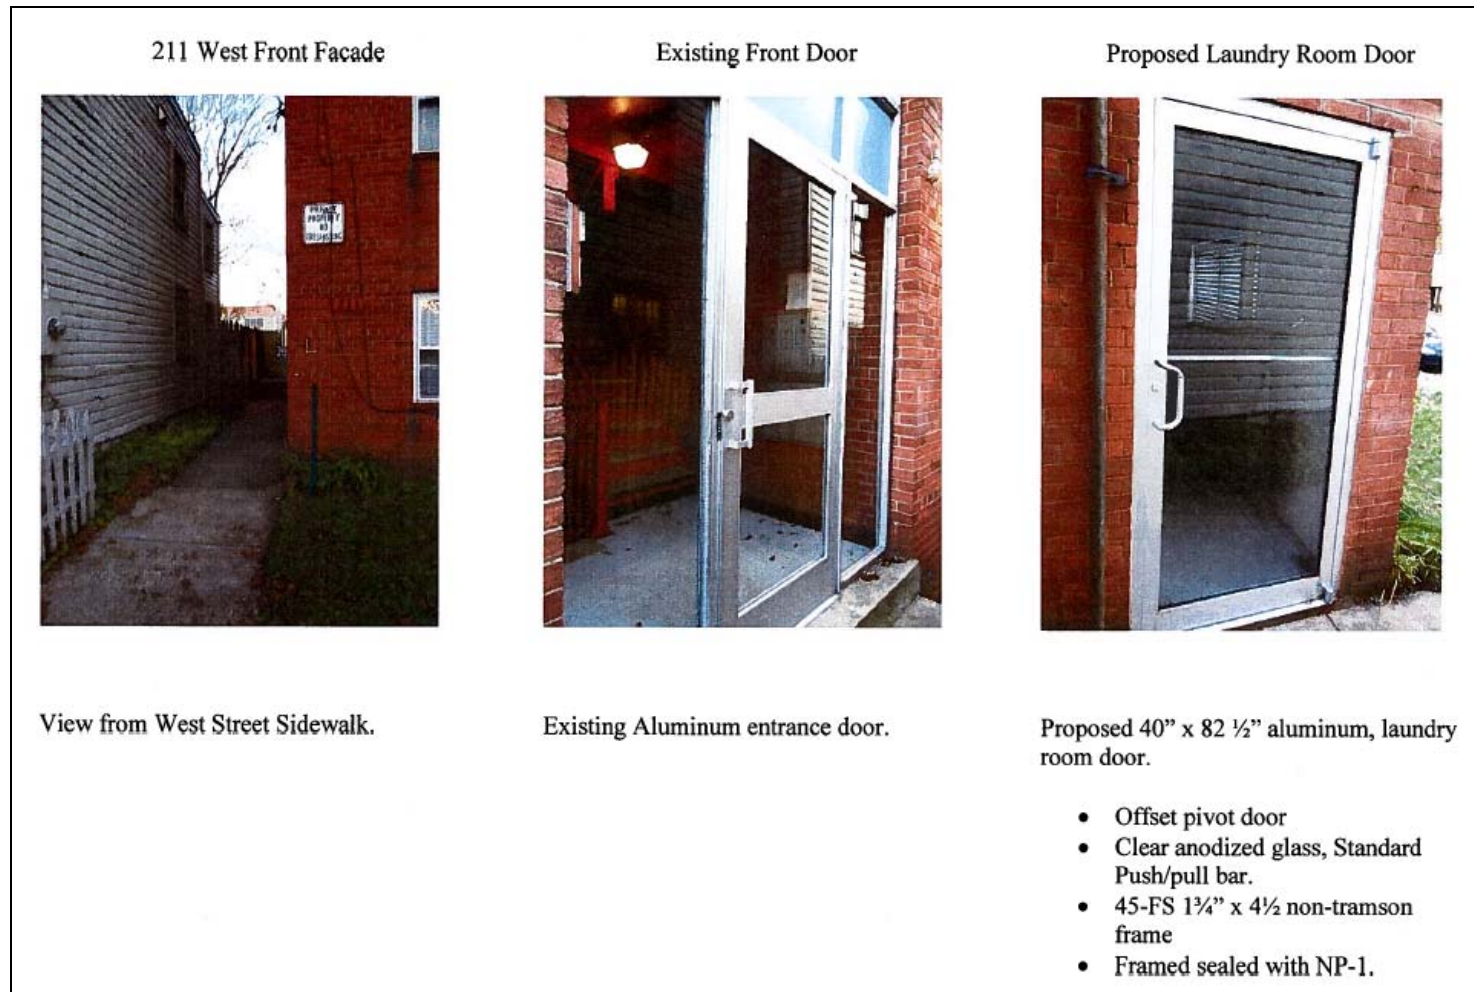 211 West Front Facade
Existing Front Door
Proposed Laundry Room Door
PROPERTY
NO
View from West Street Sidewalk.
Existing Aluminum entrance door.
Proposed 40” x 82 ½” aluminum, laundry
room door.
• Offset pivot door
• Clear anodized glass, Standard
Push/pull bar.
• 45-FS 1¾” x 4½ non-tramson
frame
• Framed sealed with NP-1.